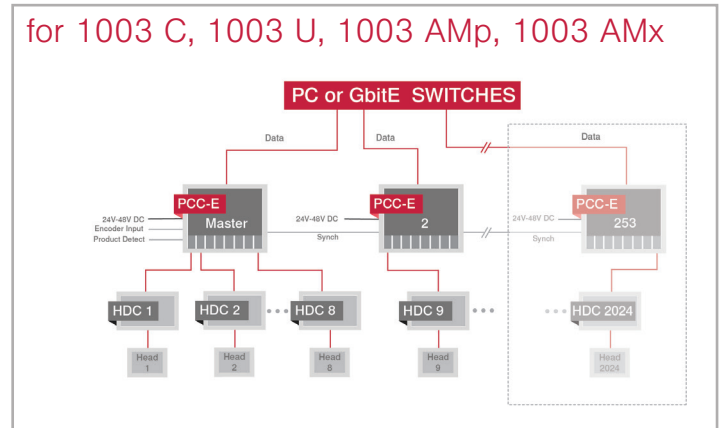 for 1003 C, 1003 U, 1003 AMp, 1003 AMx
PC or GbitE SWITCHES
Data
Data
Data
PCC-E
Master
24V-48V DC
Encoder Input
Product Detect
PCC-E
2
24V-48V DC
Synch
PCC-E
253
24V-48V DC
Synch
HDC 1
HDC 2
HDC 8
HDC 9
HDC 2024
Head
1
Head
2
Head
8
Head
9
Head
2024